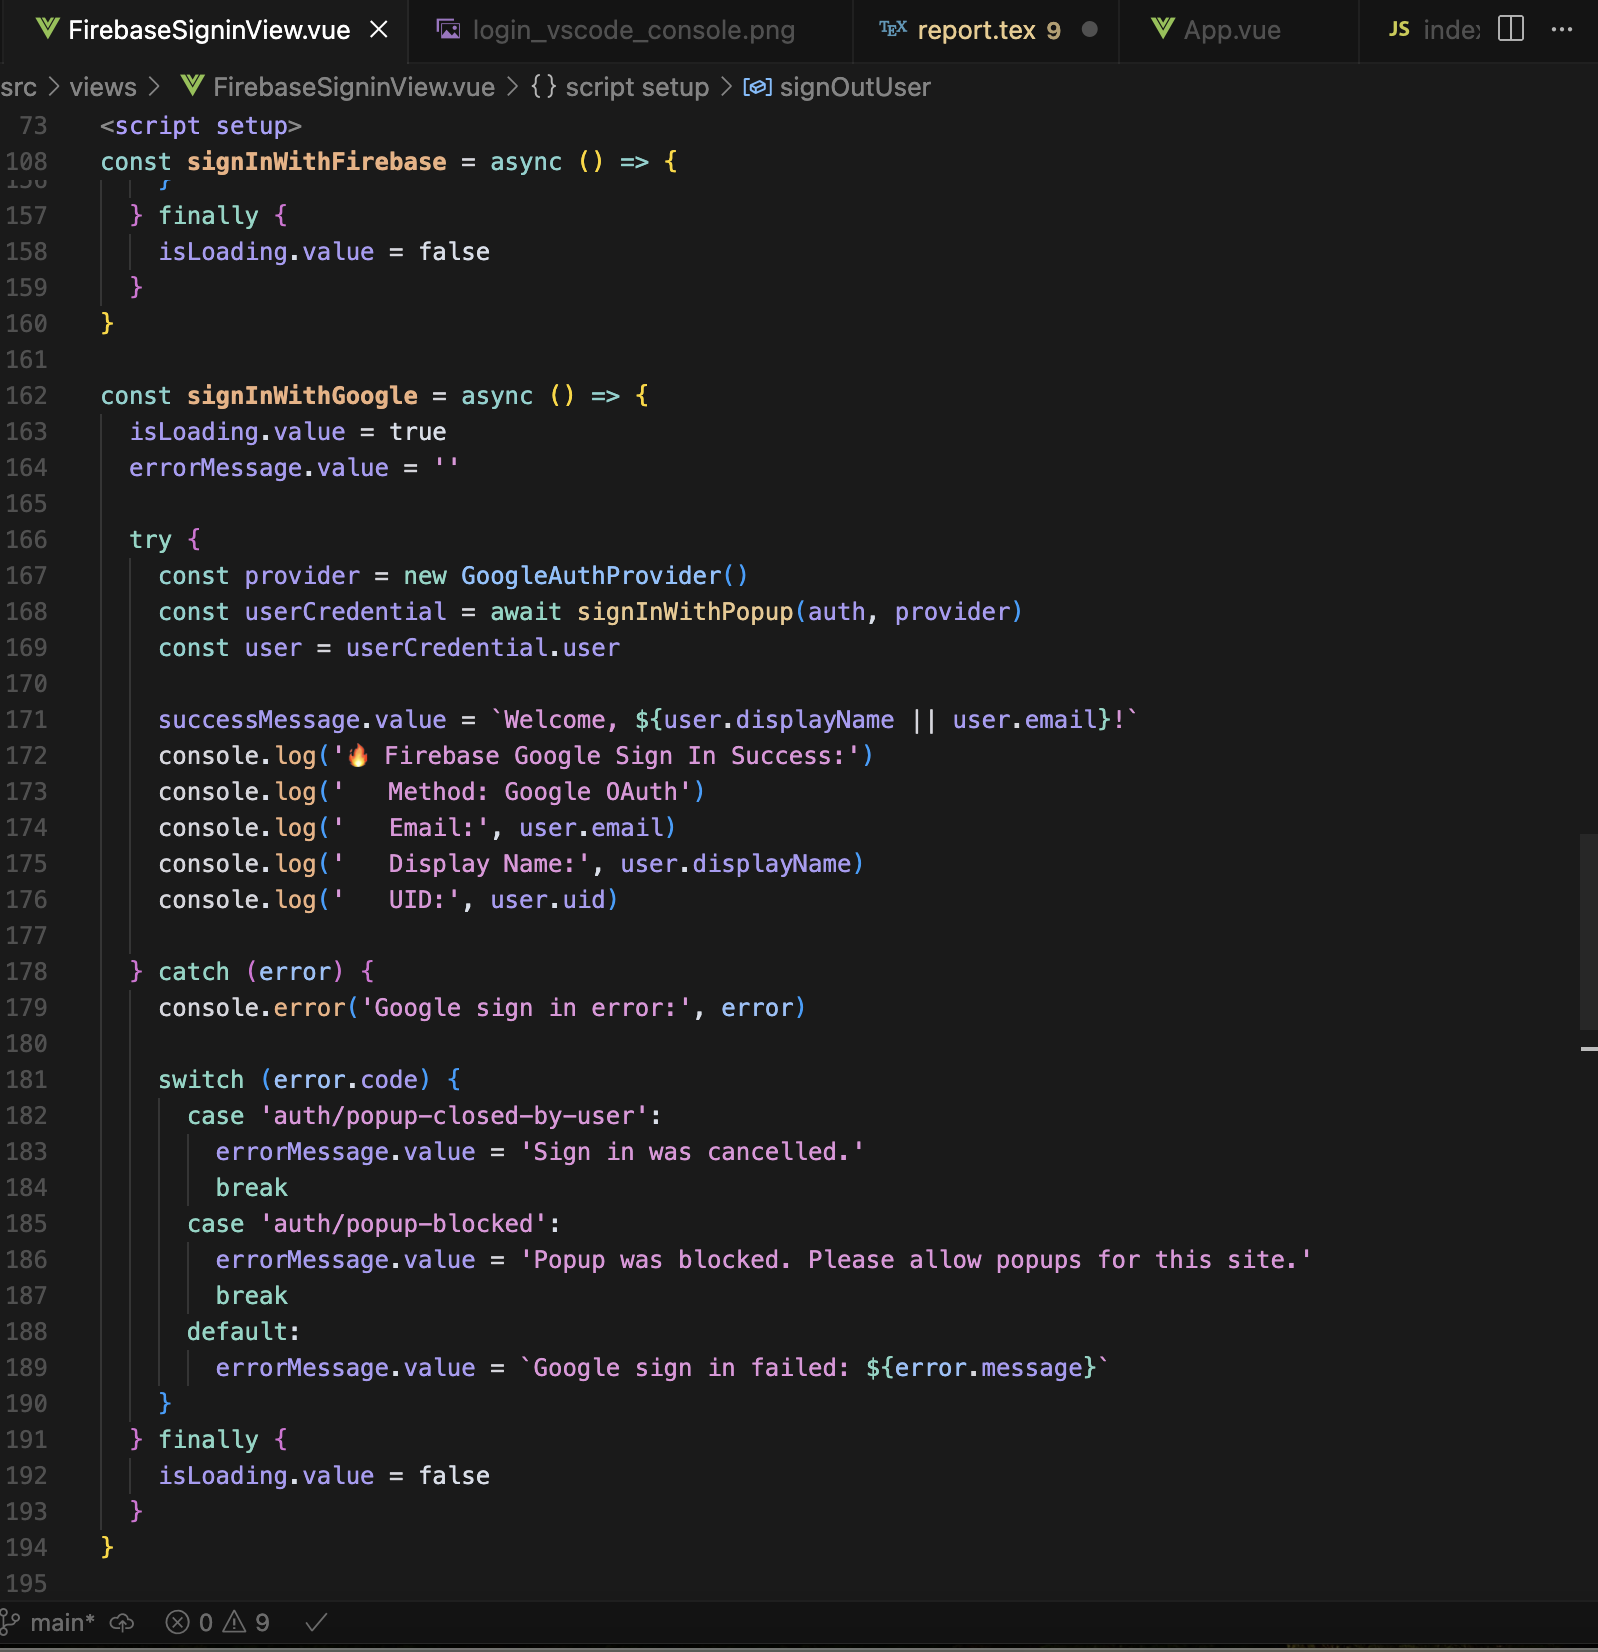 FirebaseSigninView.vue
login_vscode_console.png
TEX report.tex 9
App.vue
JS index
src > views > FirebaseSigninView.vue > {} script setup > signOutUser
73 <script setup>
108 const signInWithFirebase = async () => {
156 }
157 } finally {
158 isLoading.value = false
159 }
160 }
161
162 const signInWithGoogle = async () => {
163 isLoading.value = true
164 errorMessage.value = ''
165
166 try {
167 const provider = new GoogleAuthProvider()
168 const userCredential = await signInWithPopup(auth, provider)
169 const user = userCredential.user
170
171 successMessage.value = `Welcome, ${user.displayName || user.email}!`
172 console.log('🔥 Firebase Google Sign In Success:')
173 console.log('   Method: Google OAuth')
174 console.log('   Email:', user.email)
175 console.log('   Display Name:', user.displayName)
176 console.log('   UID:', user.uid)
177
178 } catch (error) {
179 console.error('Google sign in error:', error)
180
181 switch (error.code) {
182 case 'auth/popup-closed-by-user':
183 errorMessage.value = 'Sign in was cancelled.'
184 break
185 case 'auth/popup-blocked':
186 errorMessage.value = 'Popup was blocked. Please allow popups for this site.'
187 break
188 default:
189 errorMessage.value = `Google sign in failed: ${error.message}`
190 }
191 } finally {
192 isLoading.value = false
193 }
194 }
195
main* 0 9